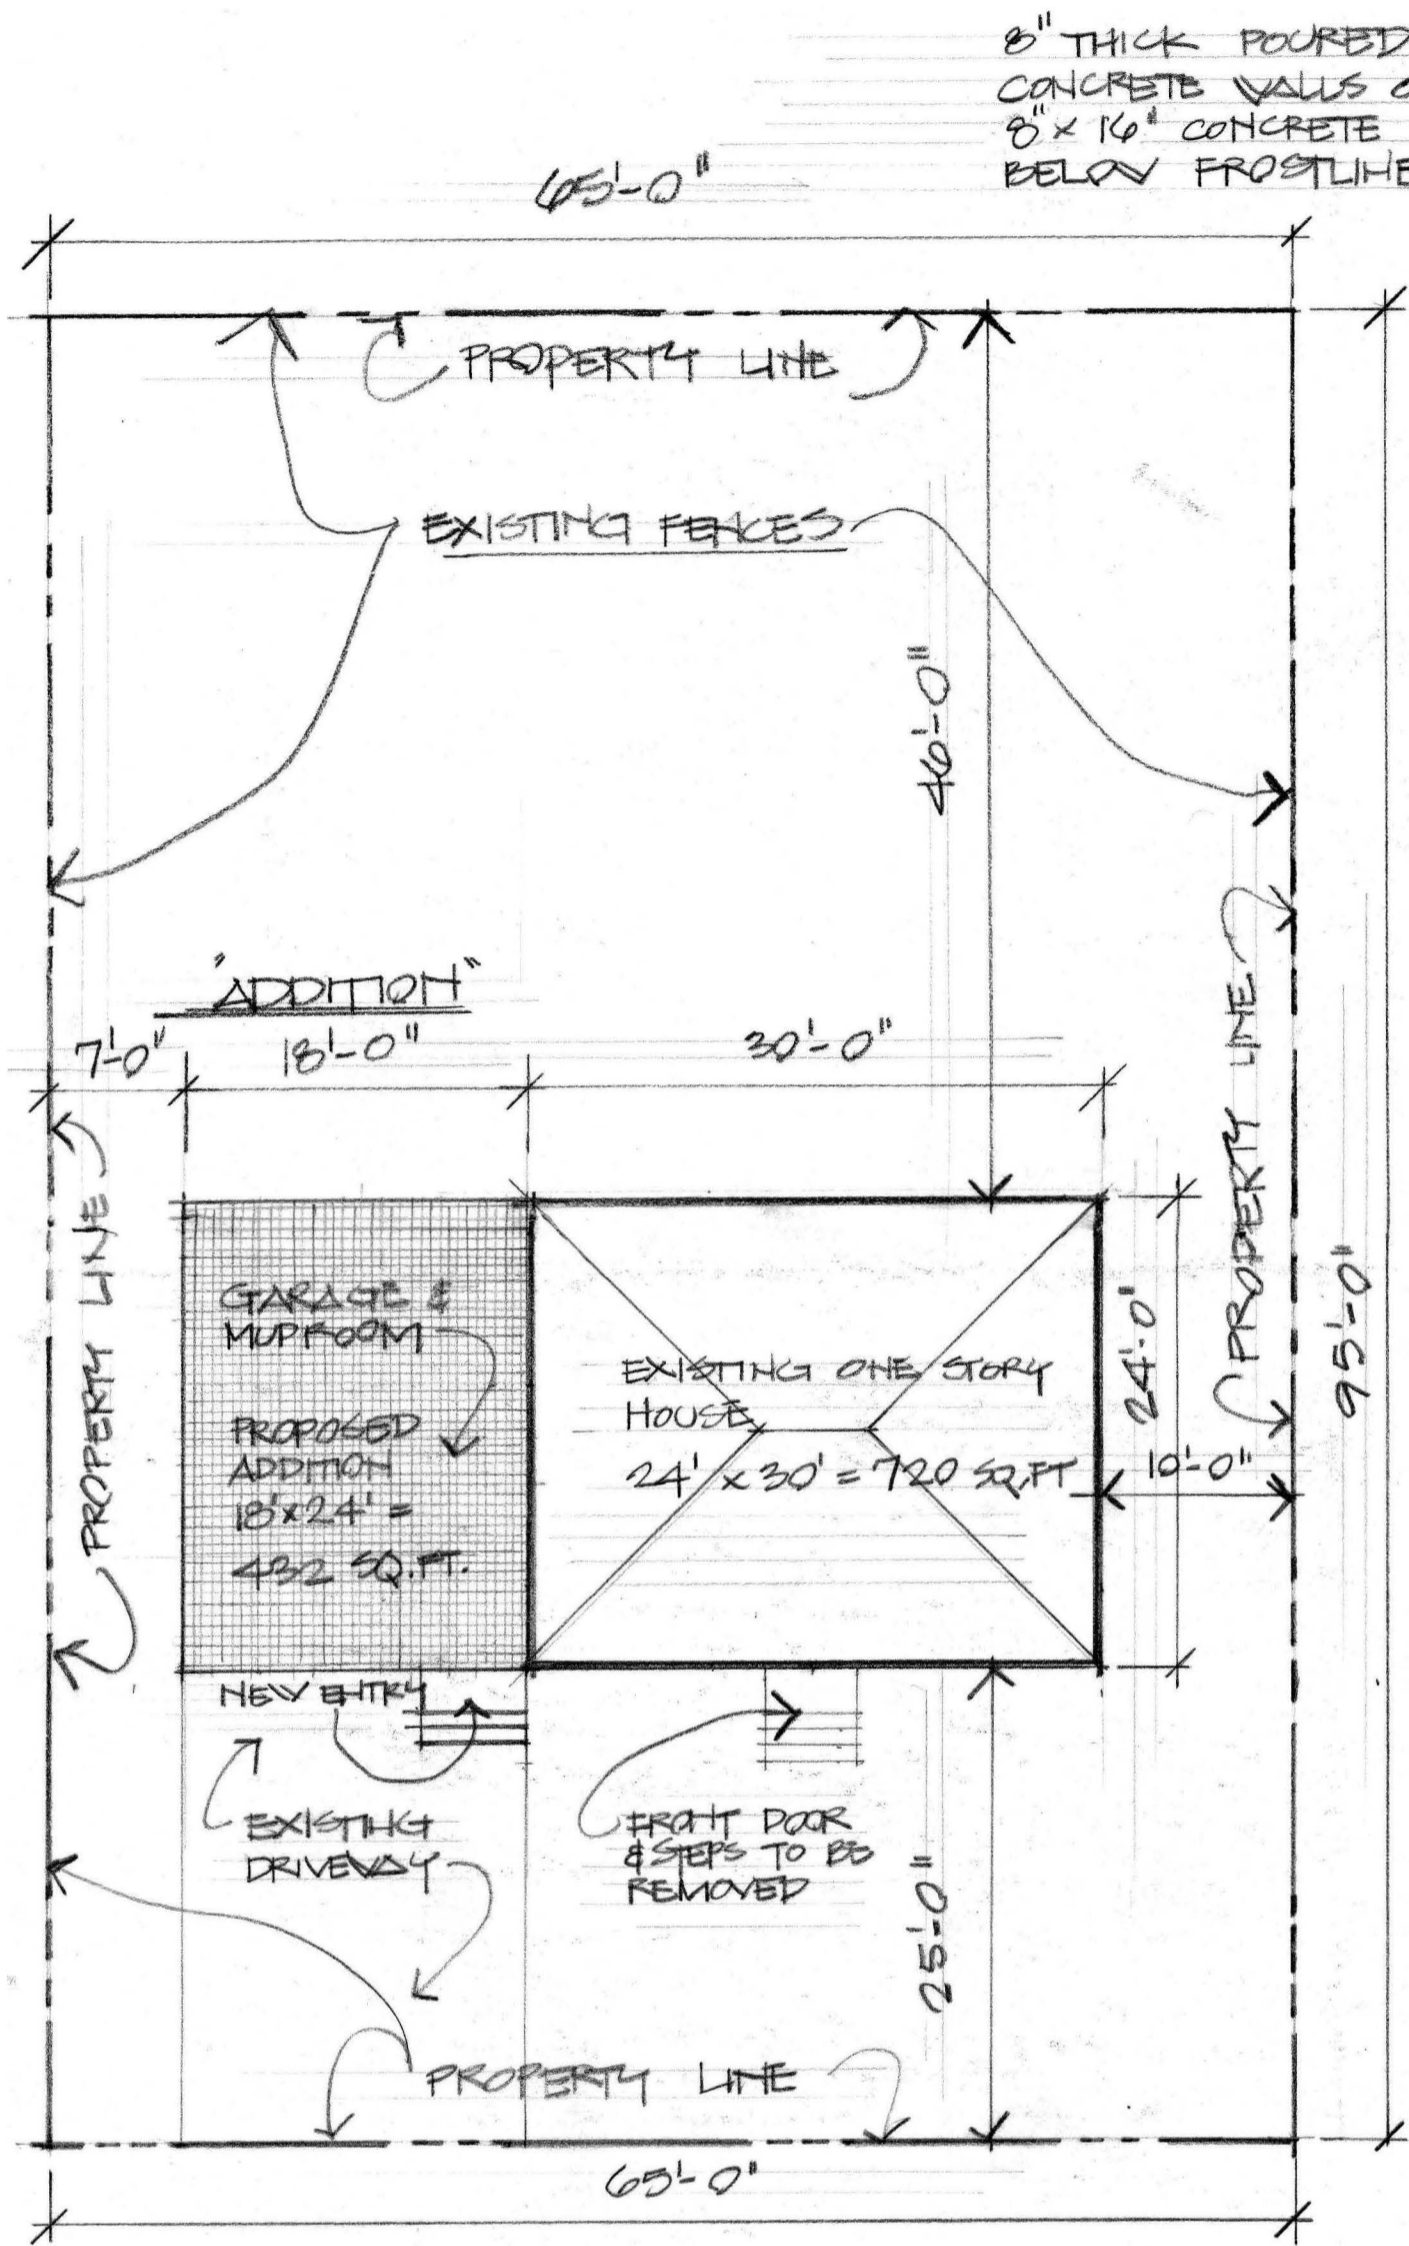 8" THICK POURED
CONCRETE WALLS
8" x 16" CONCRETE
BELOW FROSTLINE
65'-0"
PROPERTY LINE
EXISTING FENCES
46'-0"
"ADDITION"
7'-0"
18'-0"
30'-0"
PROPERTY LINE
PROPERTY LINE
GARAGE &
MUDROOM
PROPOSED
ADDITION
18'x24' =
432 SQ.FT.
EXISTING ONE STORY
HOUSE
24' x 30' = 720 SQ.FT
24'-0"
10'-0"
95'-0"
NEW ENTRY
EXISTING
DRIVEWAY
FRONT DOOR
& STEPS TO BE
REMOVED
25'-0"
PROPERTY LINE
65'-0"